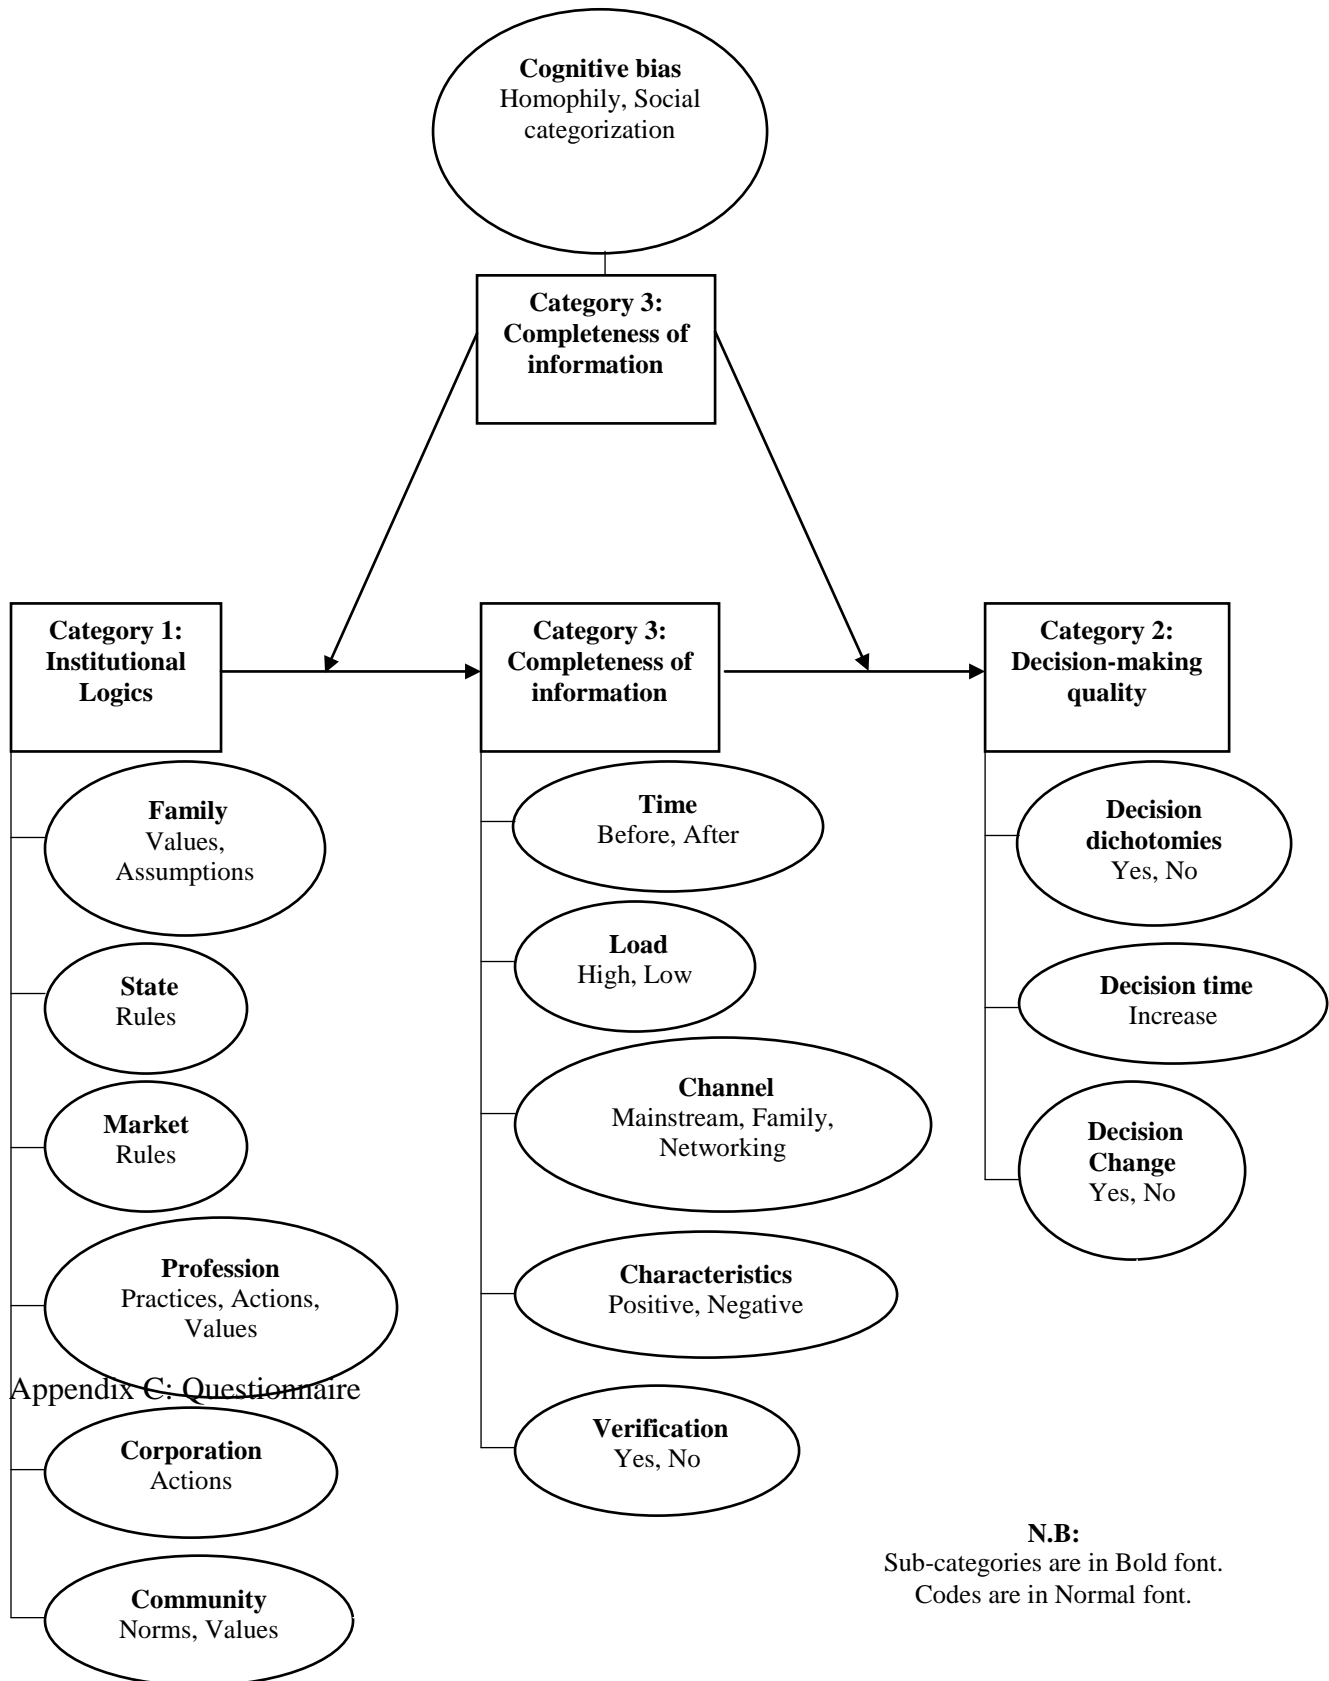 Cognitive bias
Homophily, Social
categorization
Category 3:
Completeness of
information
Category 1:
Institutional
Logics
Category 3:
Completeness of
information
Category 2:
Decision-making
quality
Family
Values,
Assumptions
State
Rules
Market
Rules
Profession
Practices, Actions,
Values
Appendix C: Questionnaire
Corporation
Actions
Community
Norms, Values
Time
Before, After
Load
High, Low
Channel
Mainstream, Family,
Networking
Characteristics
Positive, Negative
Verification
Yes, No
Decision
dichotomies
Yes, No
Decision time
Increase
Decision
Change
Yes, No
N.B:
Sub-categories are in Bold font.
Codes are in Normal font.